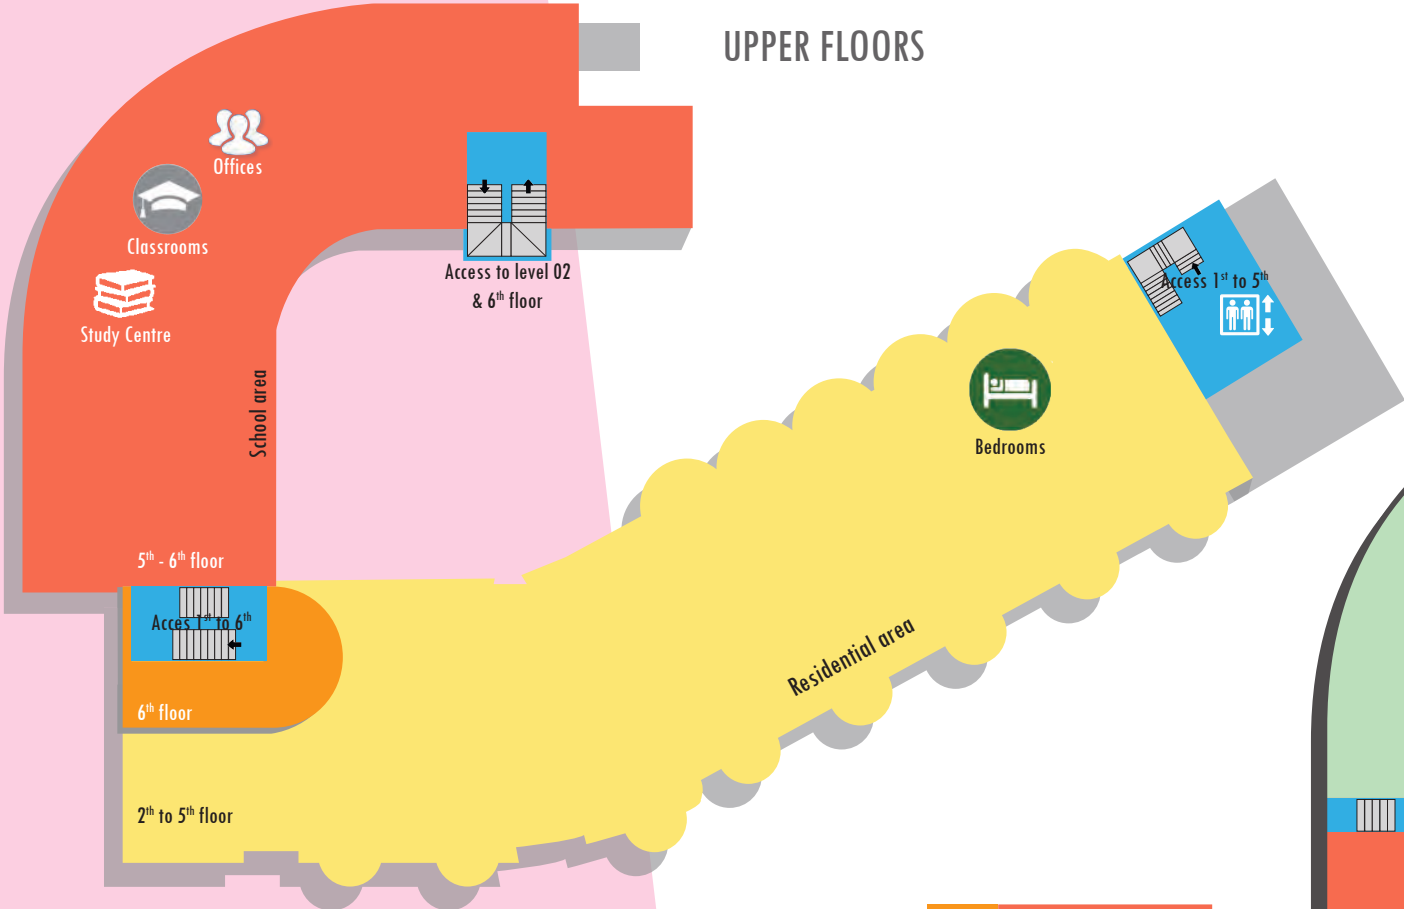 UPPER FLOORS
Offices
Classrooms
Study Centre
School area
Access to level 02
& 6th floor
Access 1st to 5th
Bedrooms
5th - 6th floor
Acces 1st to 6th
6th floor
Residential area
2th to 5th floor